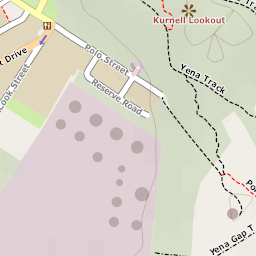 Kurnell Lookout
Polo Street
Drive
Yena Track
Reserve Road
Cook Street
Yena Gap T